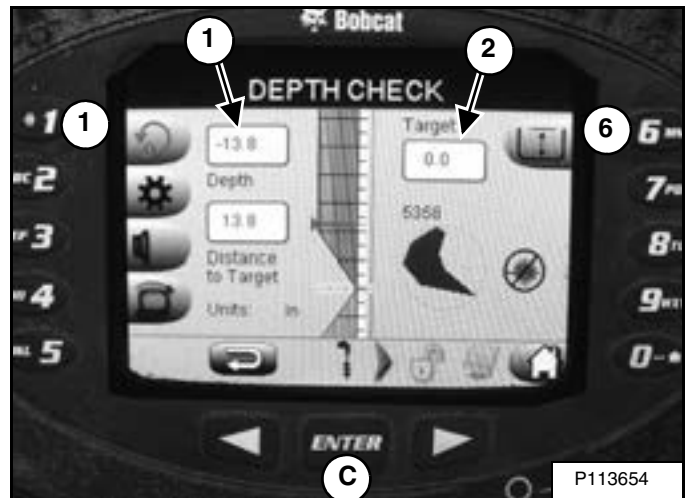 Bobcat
1
2
DEPTH CHECK
1
1
-13.8
Depth
13.8
Distance
to Target
Units: in
Target
0.0
5358
6
6
2
3
4
5
7
8
9
0
ENTER
C
P113654